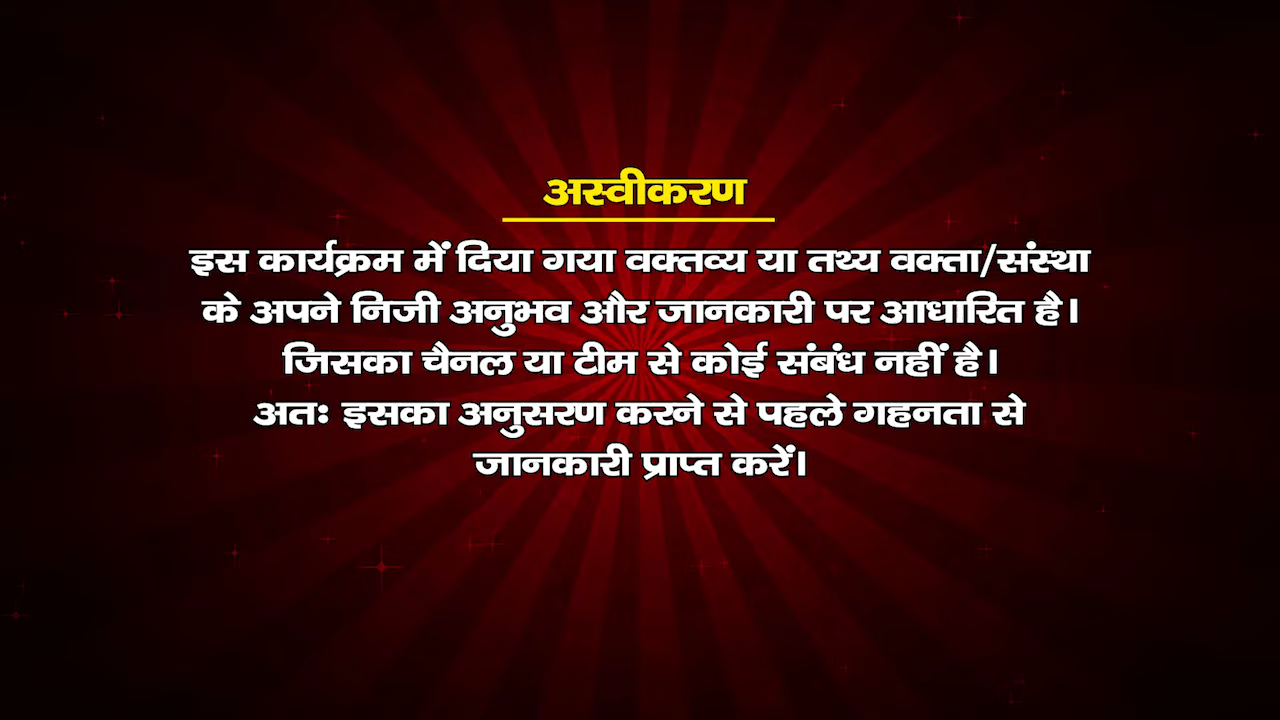 अस्वीकरण
इस कार्यक्रम में दिया गया वक्तव्य या तथ्य वक्ता/संस्था
के अपने निजी अनुभव और जानकारी पर आधारित है।
जिसका चैनल या टीम से कोई संबंध नहीं है।
अतः इसका अनुसरण करने से पहले गहनता से
जानकारी प्राप्त करें।